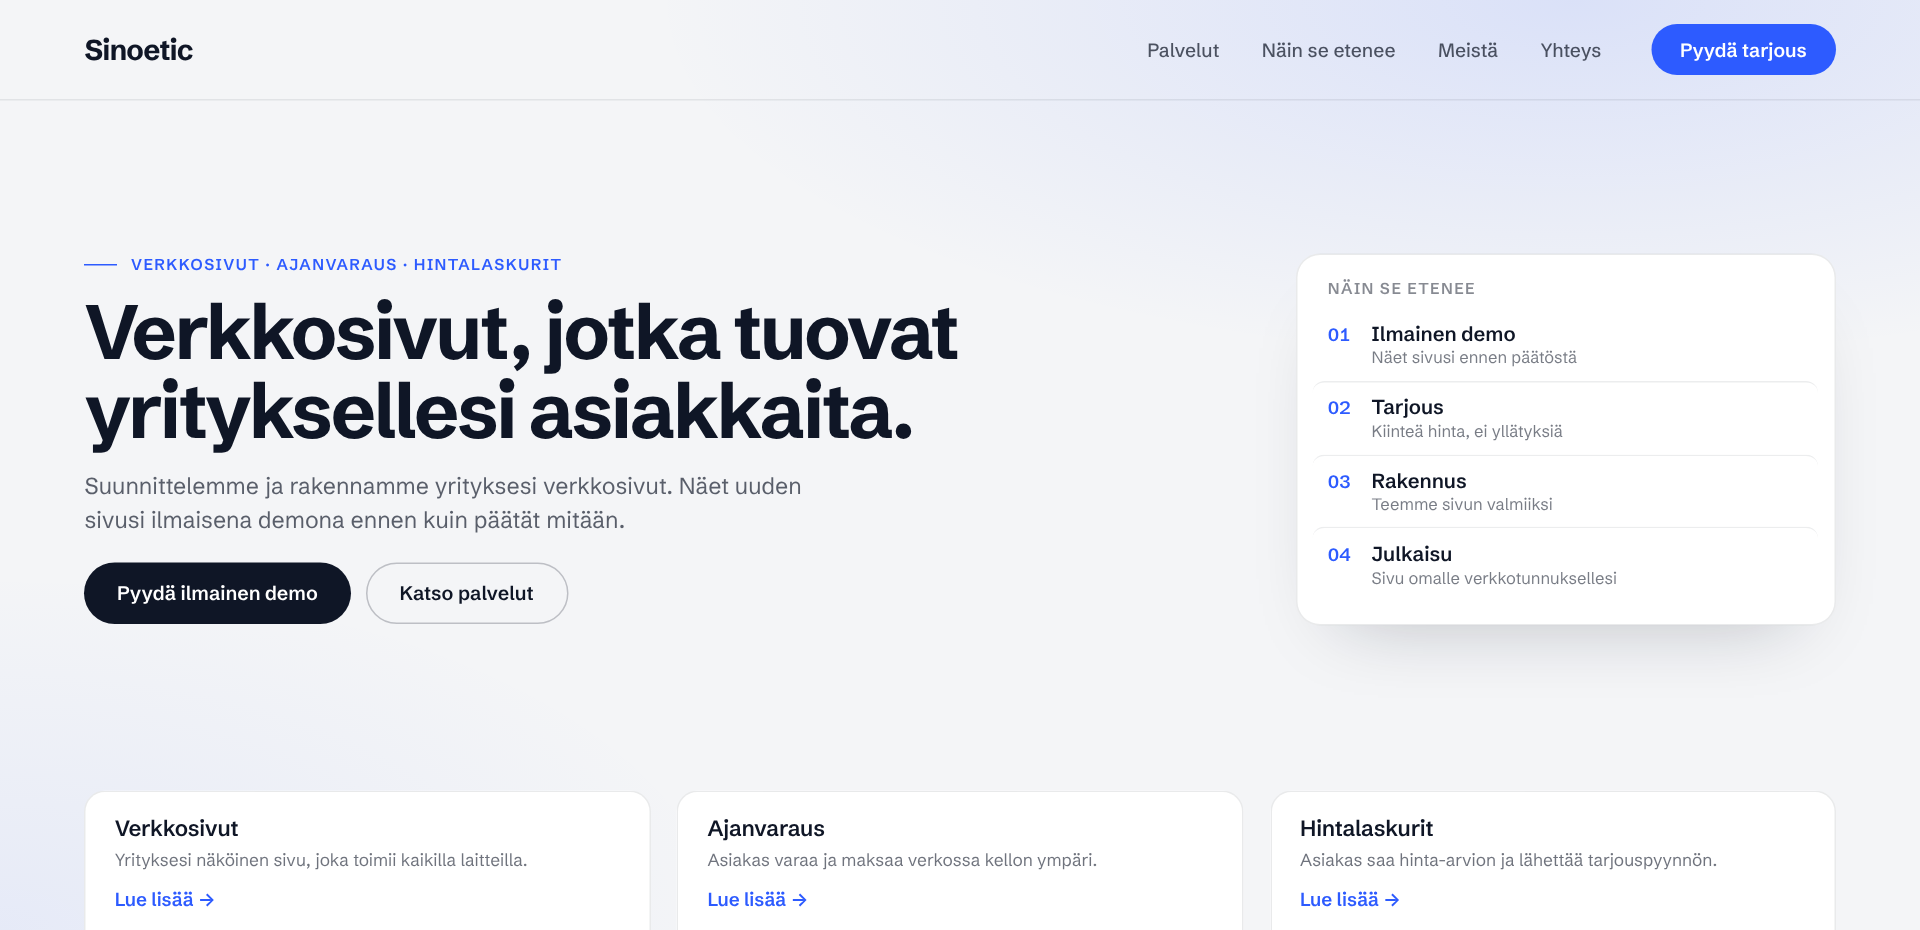 Sinoetic
Palvelut
Näin se etenee
Meistä
Yhteys
Pyydä tarjous
VERKKOSIVUT · AJANVARAUS · HINTALASKURIT
Verkkosivut, jotka tuovat
yrityksellesi asiakkaita.
Suunnittelemme ja rakennamme yrityksesi verkkosivut. Näet uuden
sivusi ilmaisena demona ennen kuin päätät mitään.
Pyydä ilmainen demo
Katso palvelut
NÄIN SE ETENEE
01 Ilmainen demo
Näet sivusi ennen päätöstä
02 Tarjous
Kiinteä hinta, ei yllätyksiä
03 Rakennus
Teemme sivun valmiiksi
04 Julkaisu
Sivu omalle verkkotunnuksellesi
Verkkosivut
Yrityksesi näköinen sivu, joka toimii kaikilla laitteilla.
Lue lisää →
Ajanvaraus
Asiakas varaa ja maksaa verkossa kellon ympäri.
Lue lisää →
Hintalaskurit
Asiakas saa hinta-arvion ja lähettää tarjouspyynnön.
Lue lisää →